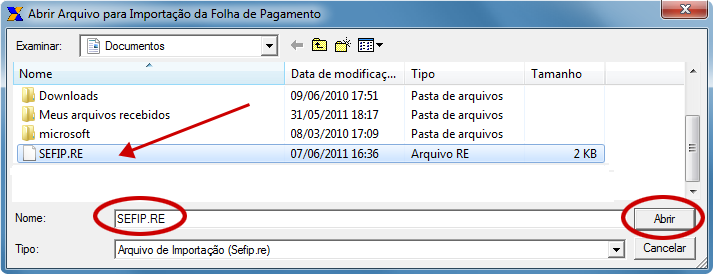 Abrir Arquivo para Importação da Folha de Pagamento
Examinar: Documentos
Nome Data de modificaç... Tipo Tamanho
Downloads 09/06/2010 17:51 Pasta de arquivos
Meus arquivos recebidos 31/05/2011 18:17 Pasta de arquivos
microsoft 08/03/2010 17:09 Pasta de arquivos
SEFIP.RE 07/06/2011 16:36 Arquivo RE 2 KB
Nome: SEFIP.RE Abrir
Tipo: Arquivo de Importação (Sefip.re) Cancelar